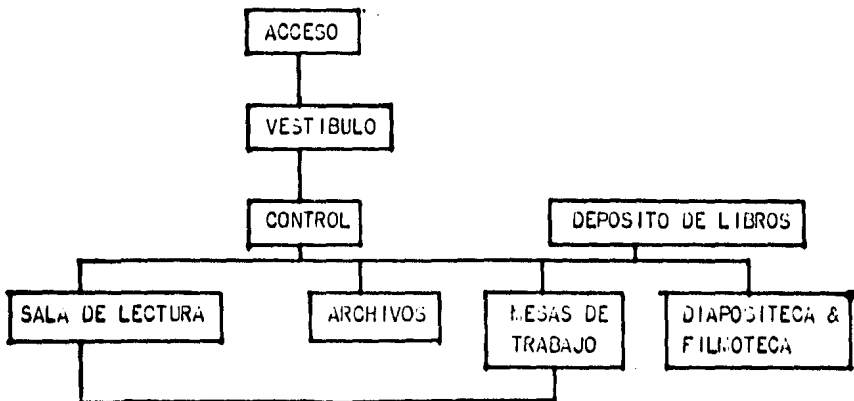 ACCESO
VESTIBULO
CONTROL
DEPOSITO DE LIBROS
SALA DE LECTURA
ARCHIVOS
MESAS DE
TRABAJO
DIAPOSITECA &
FILMOTECA